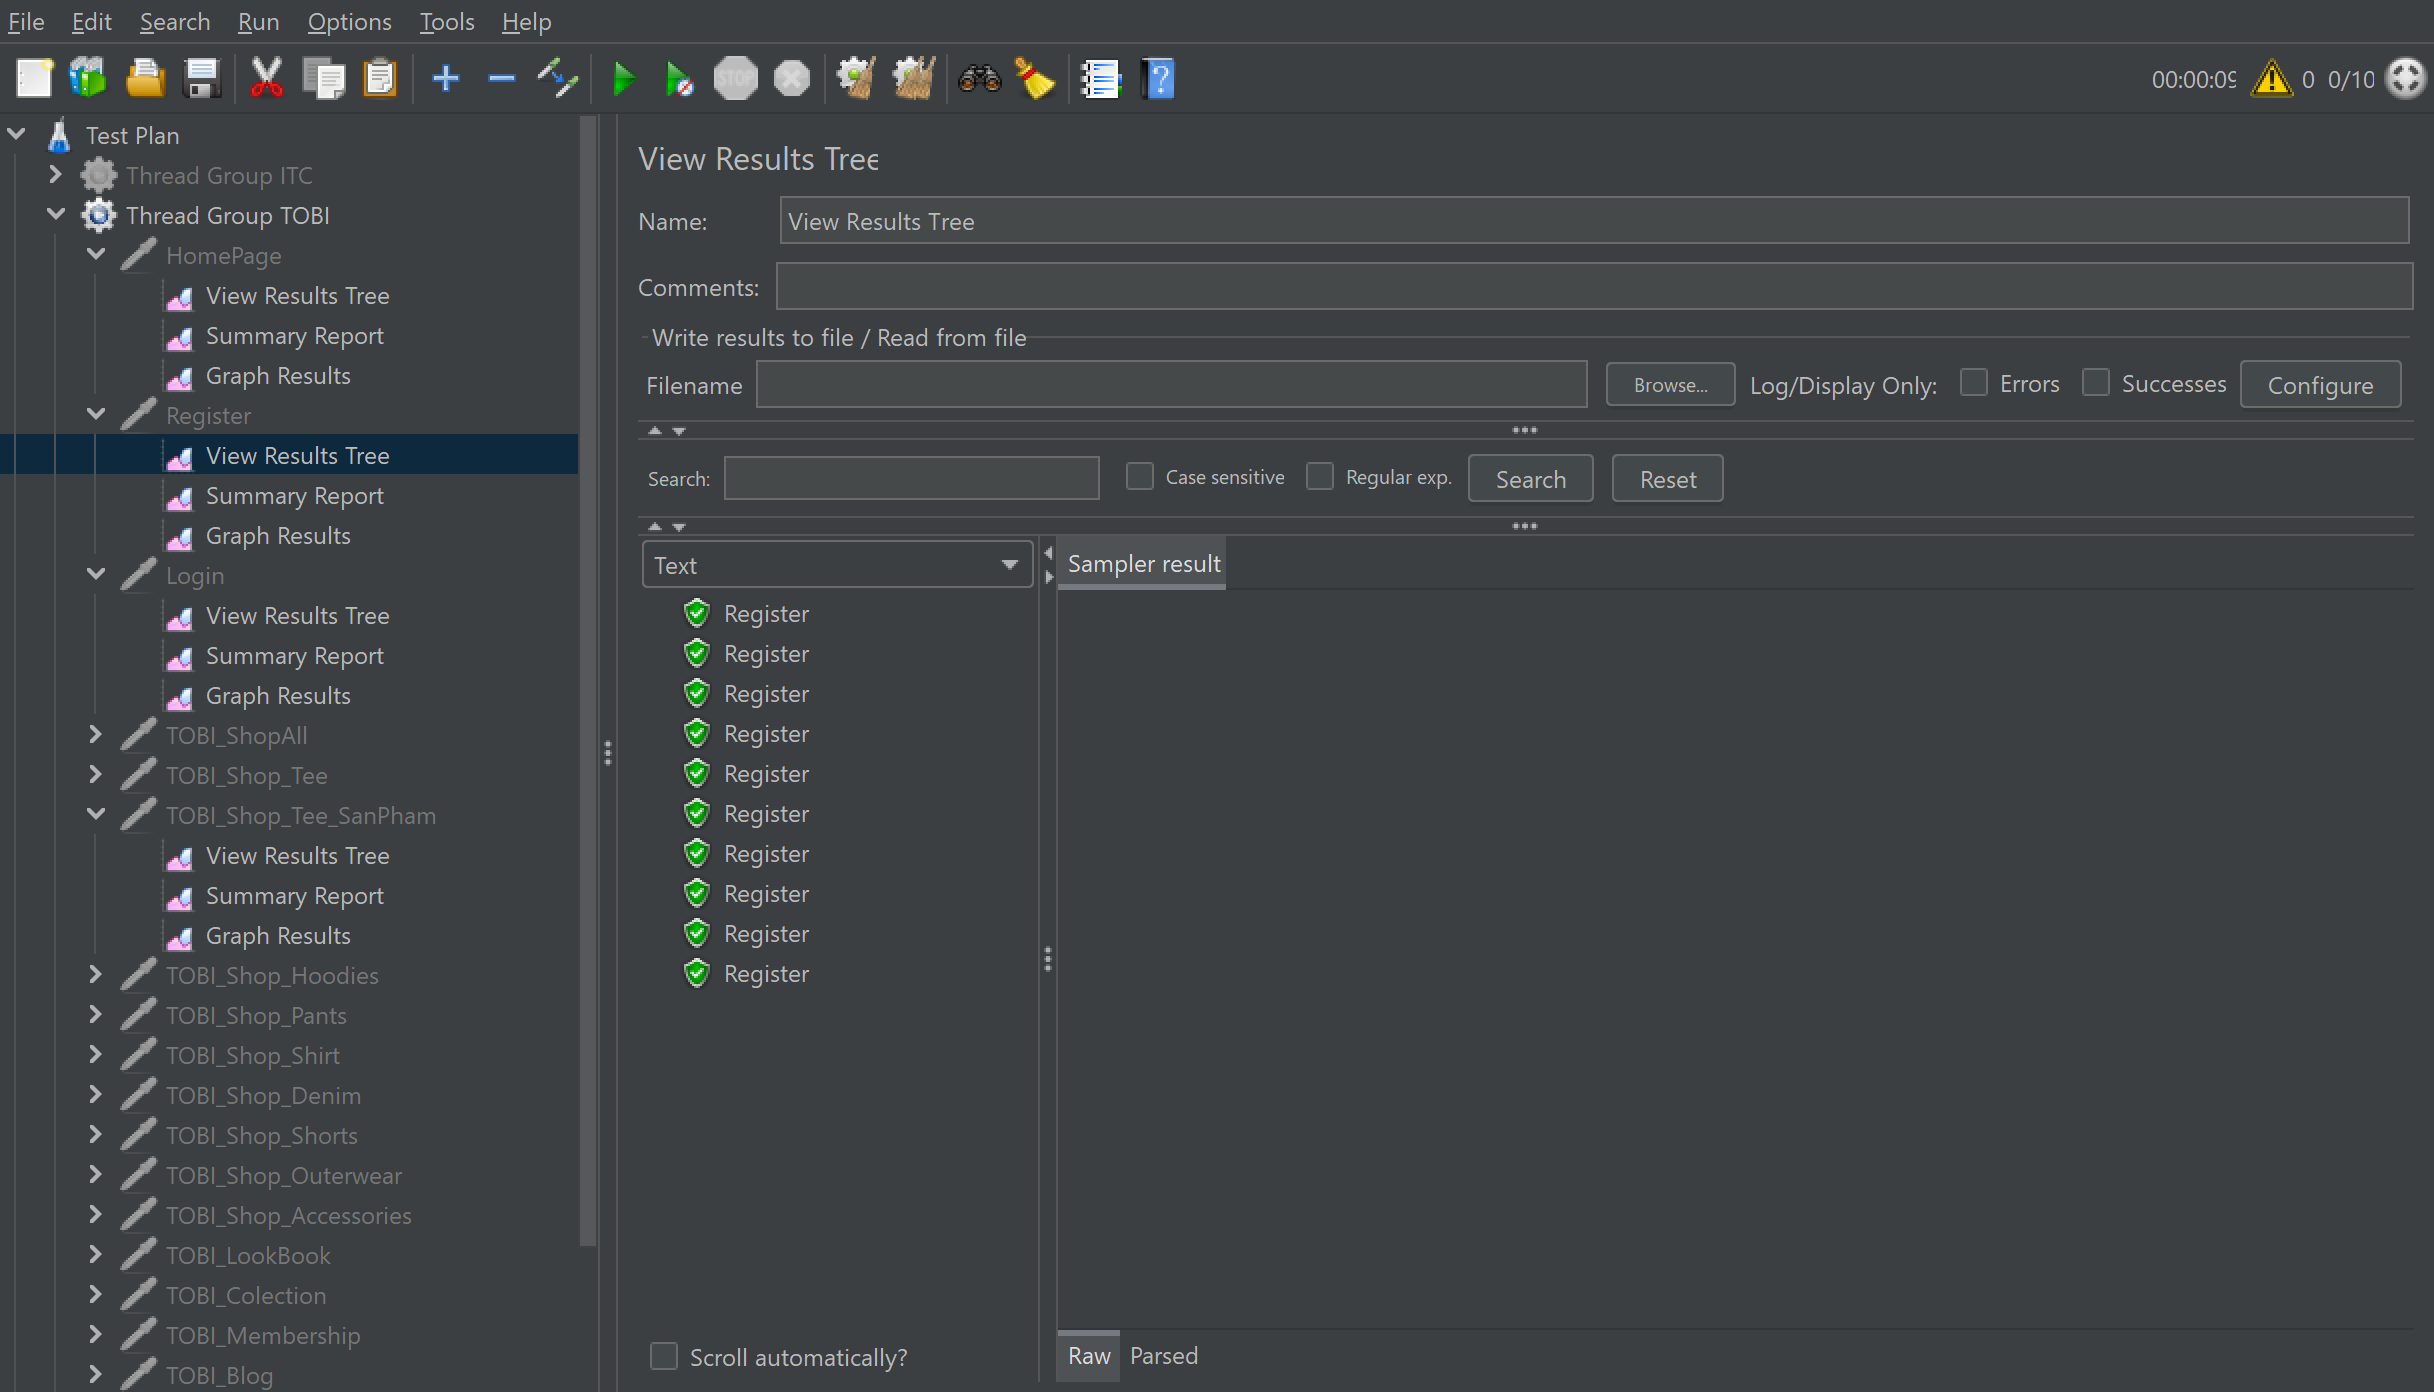 File Edit Search Run Options Tools Help
STOP
00:00:09 0 0/10
Test Plan
Thread Group ITC
Thread Group TOBI
HomePage
View Results Tree
Summary Report
Graph Results
Register
View Results Tree
Summary Report
Graph Results
Login
View Results Tree
Summary Report
Graph Results
TOBI_ShopAll
TOBI_Shop_Tee
TOBI_Shop_Tee_SanPham
View Results Tree
Summary Report
Graph Results
TOBI_Shop_Hoodies
TOBI_Shop_Pants
TOBI_Shop_Shirt
TOBI_Shop_Denim
TOBI_Shop_Shorts
TOBI_Shop_Outerwear
TOBI_Shop_Accessories
TOBI_LookBook
TOBI_Colection
TOBI_Membership
TOBI_Blog
View Results Tree
Name: View Results Tree
Comments:
Write results to file / Read from file
Filename Browse... Log/Display Only: Errors Successes Configure
Search: Case sensitive Regular exp. Search Reset
Text
Register
Register
Register
Register
Register
Register
Register
Register
Register
Register
Scroll automatically?
Sampler result
Raw Parsed